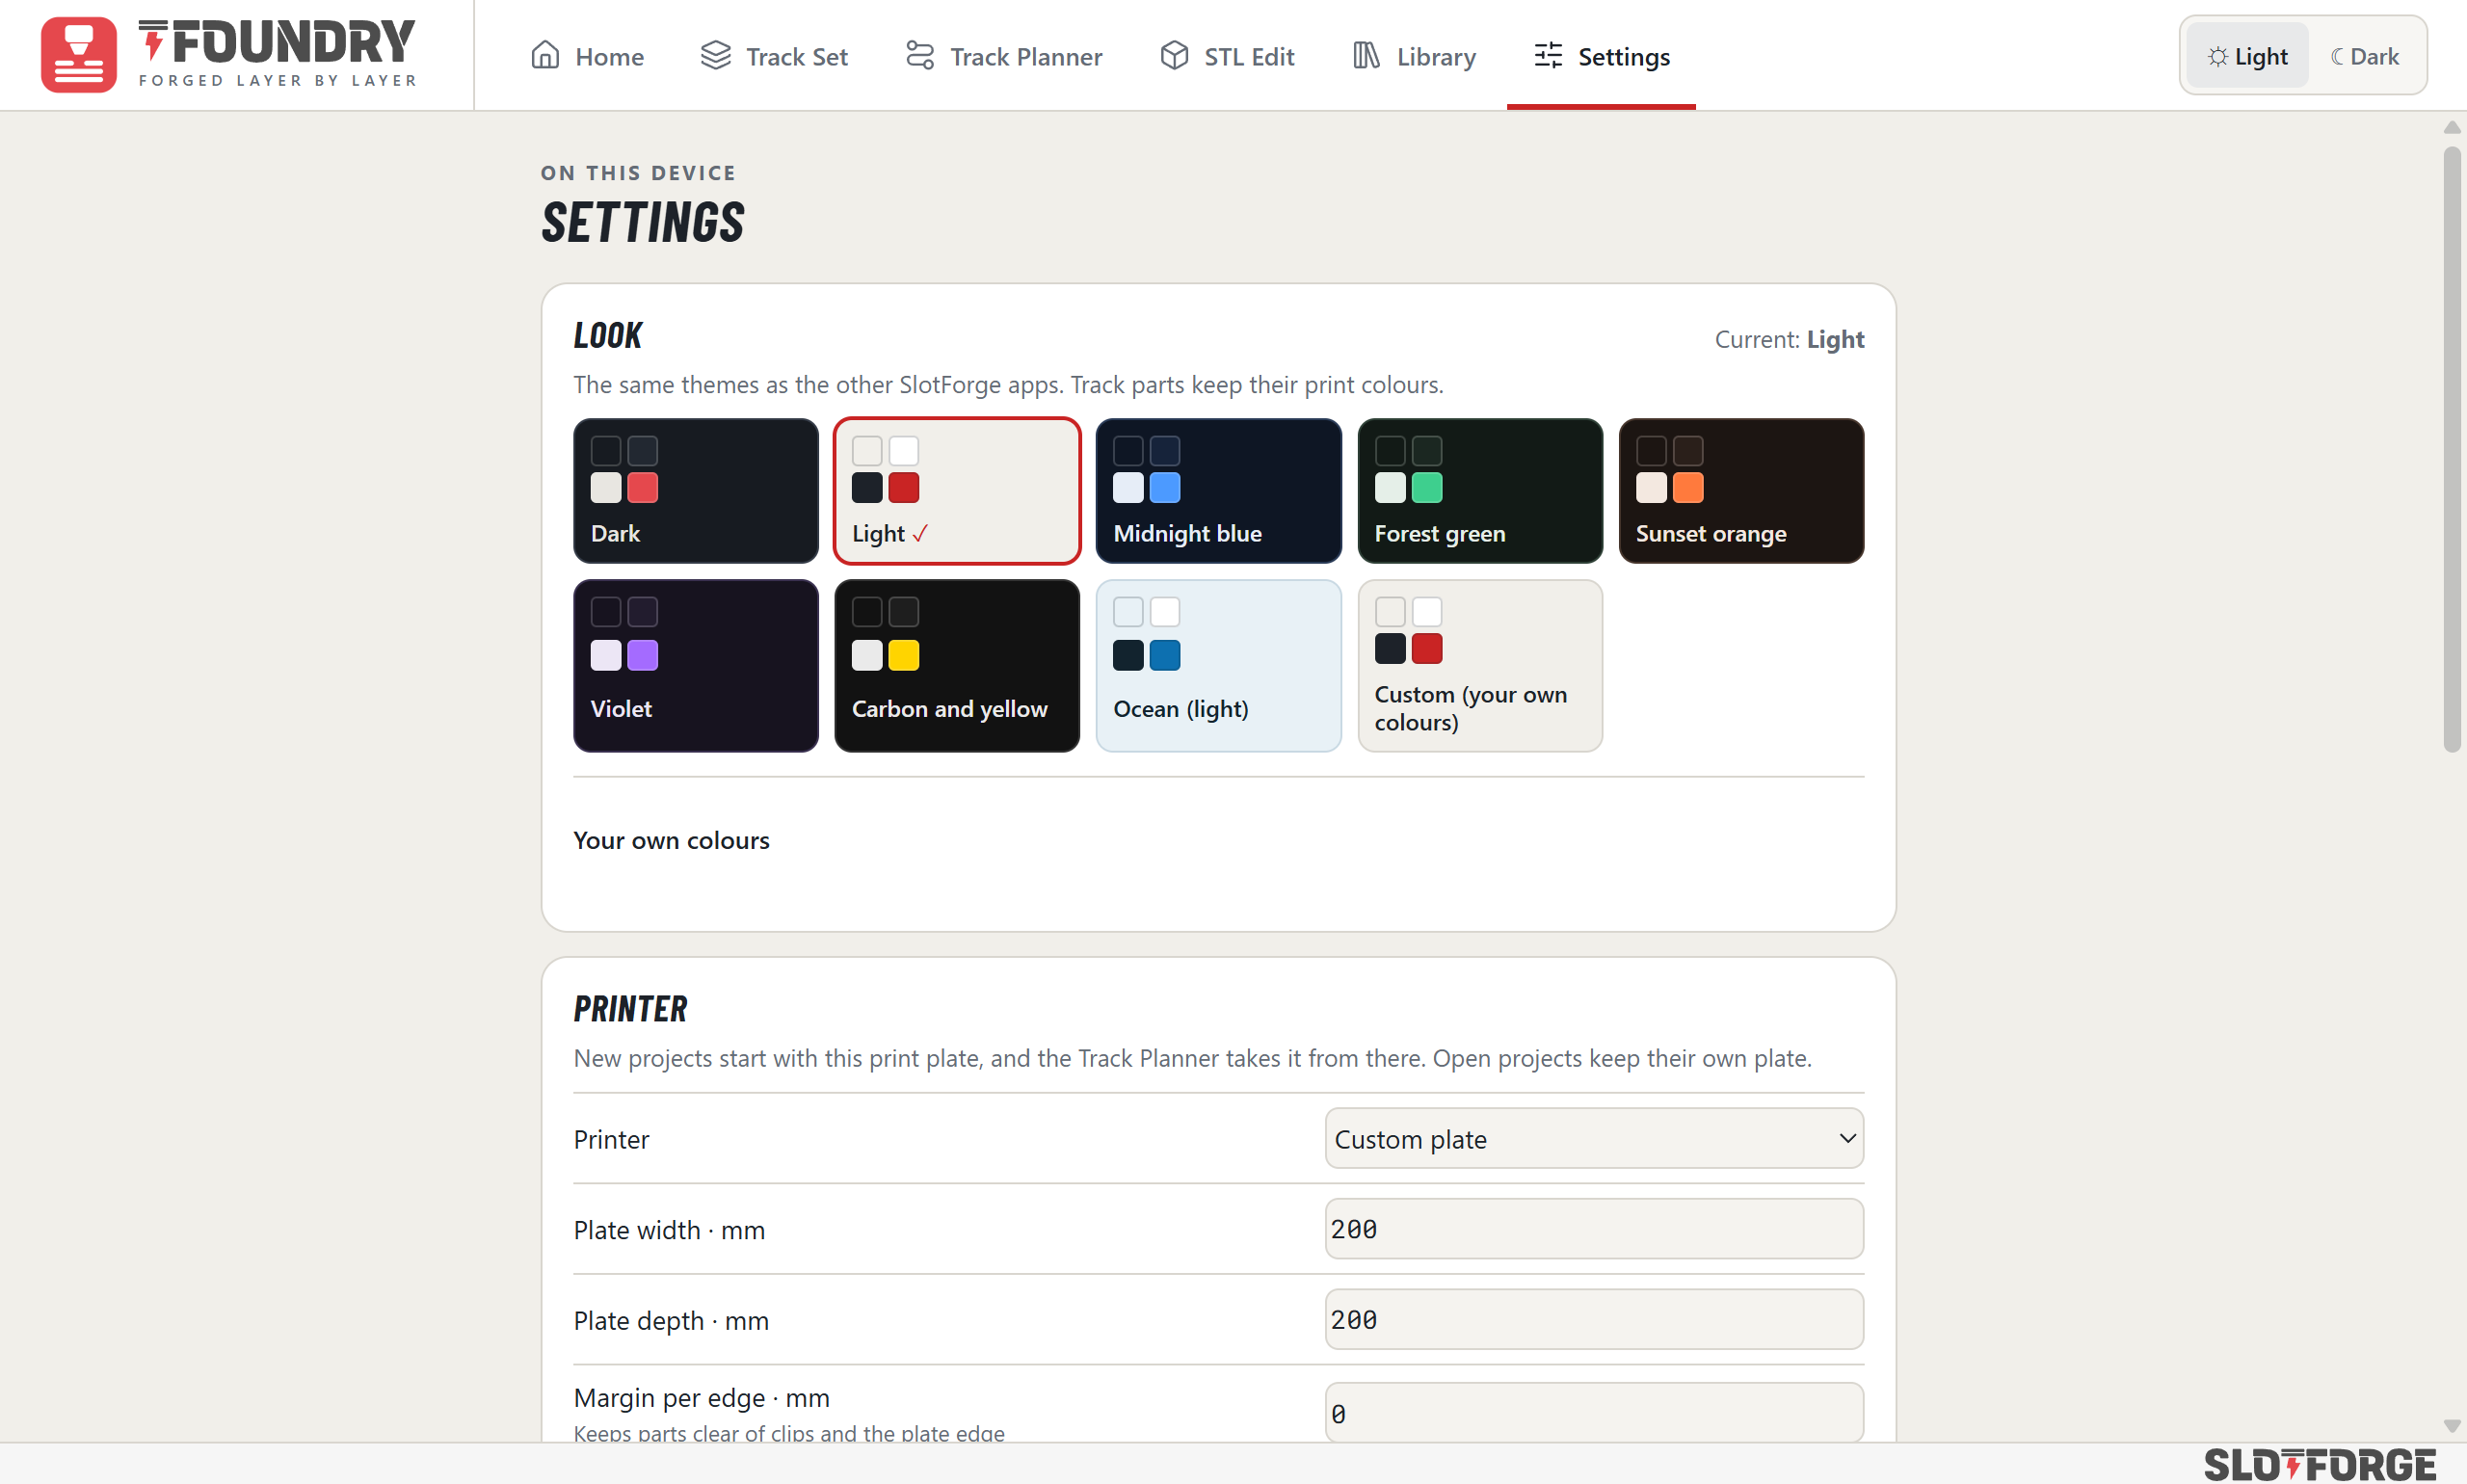 FOUNDRY
FORGED LAYER BY LAYER
Home
Track Set
Track Planner
STL Edit
Library
Settings
Light
Dark
ON THIS DEVICE
SETTINGS
LOOK
Current: Light
The same themes as the other SlotForge apps. Track parts keep their print colours.
Dark
Light ✓
Midnight blue
Forest green
Sunset orange
Violet
Carbon and yellow
Ocean (light)
Custom (your own
colours)
Your own colours
PRINTER
New projects start with this print plate, and the Track Planner takes it from there. Open projects keep their own plate.
Printer
Custom plate
Plate width · mm
200
Plate depth · mm
200
Margin per edge · mm
0
Keeps parts clear of clips and the plate edge
SLOTFORGE